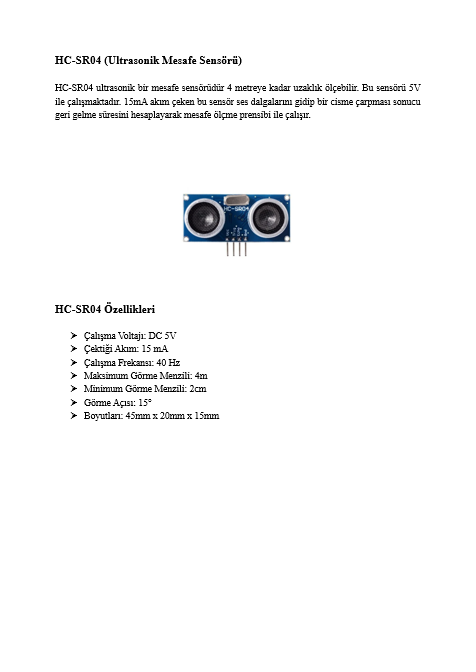 HC-SR04 (Ultrasonik Mesafe Sensörü)
HC-SR04 ultrasonik bir mesafe sensörüdür 4 metreye kadar uzaklık ölçebilir. Bu sensörü 5V
ile çalışmaktadır. 15mA akım çeken bu sensör ses dalgalarını gidip bir cisme çarpması sonucu
geri gelme süresini hesaplayarak mesafe ölçme prensibi ile çalışır.
HC-SR04
HC-SR04 Özellikleri
➤ Çalışma Voltajı: DC 5V
➤ Çektiği Akım: 15 mA
➤ Çalışma Frekansı: 40 Hz
➤ Maksimum Görme Menzili: 4m
➤ Minimum Görme Menzili: 2cm
➤ Görme Açısı: 15°
➤ Boyutları: 45mm x 20mm x 15mm